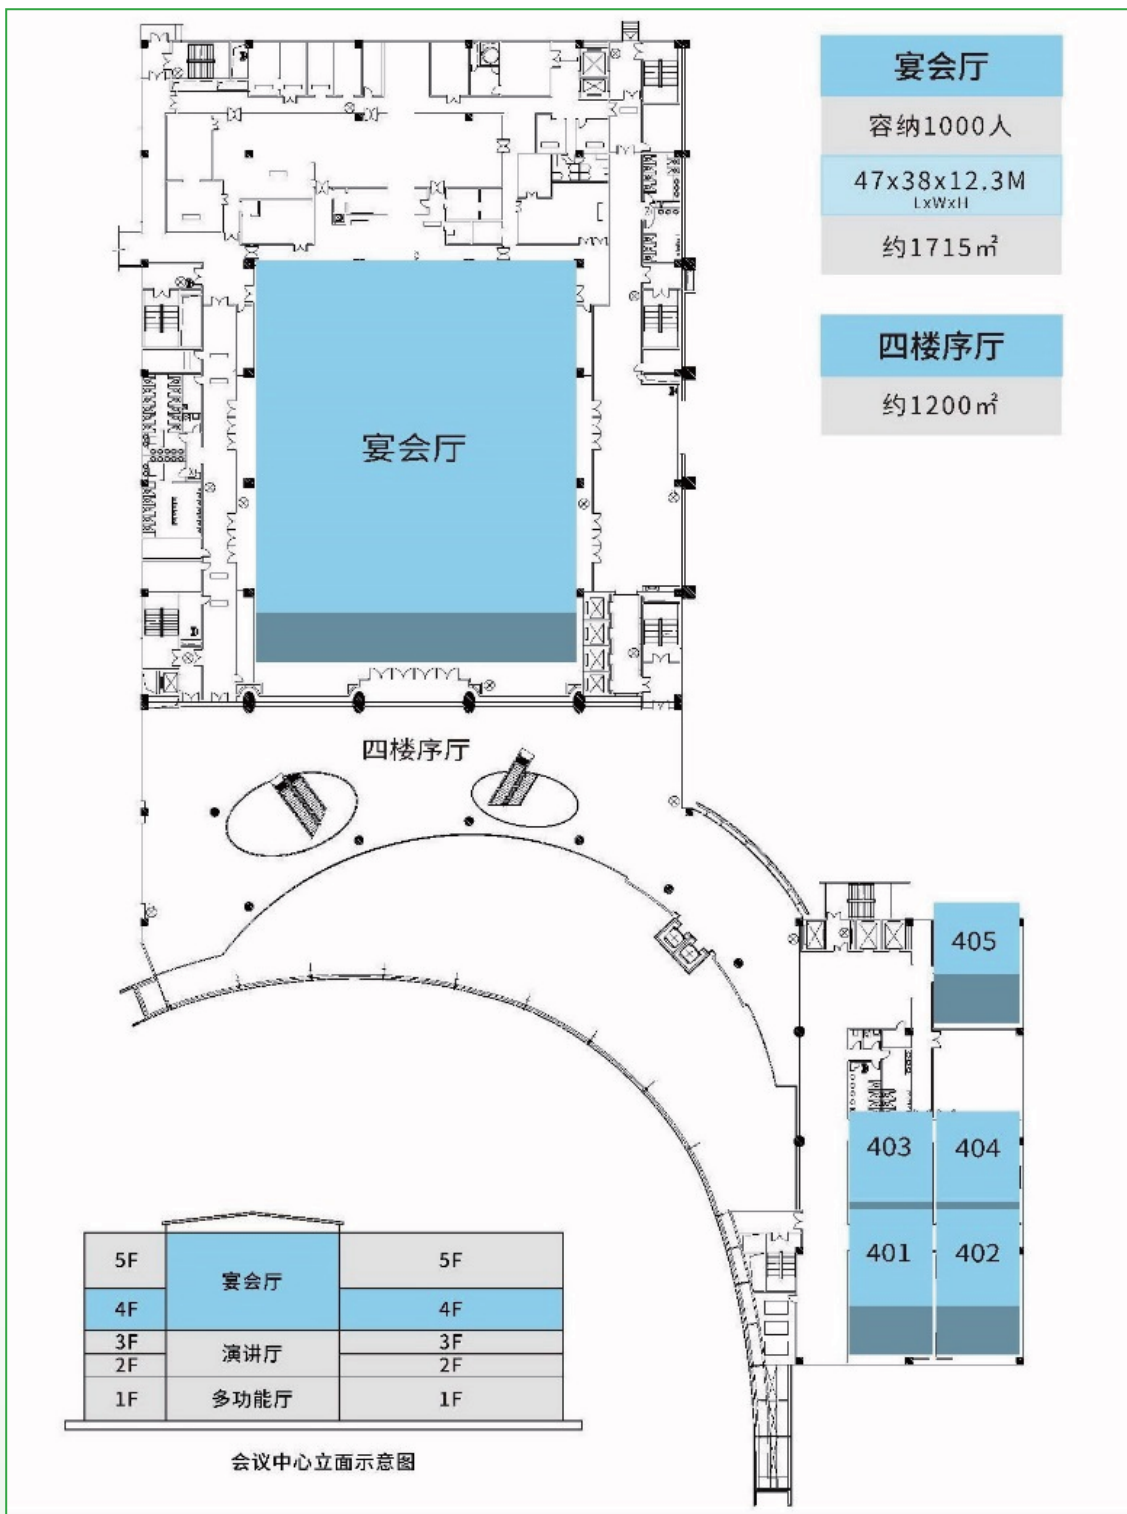 宴会厅
容纳1000人
47x38x12.3M
LxWxH
约1715㎡
四楼序厅
约1200㎡
宴会厅
四楼序厅
405
403
404
401
402
5F
宴会厅
5F
4F
4F
3F
演讲厅
3F
2F
2F
1F
多功能厅
1F
会议中心立面示意图